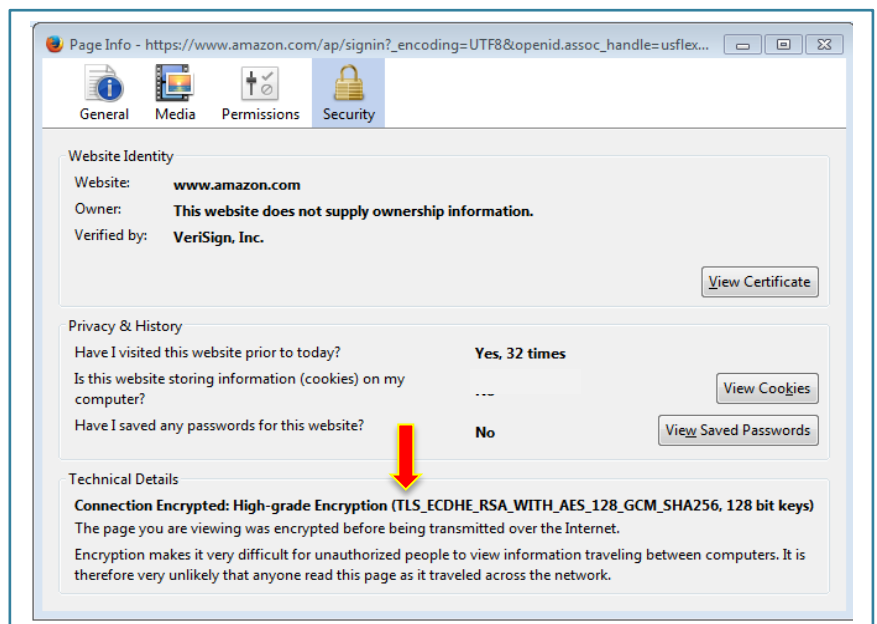 Page Info - https://www.amazon.com/ap/signin?_encoding=UTF8&openid.assoc_handle=usflex...
General Media Permissions Security
Website Identity
Website: www.amazon.com
Owner: This website does not supply ownership information.
Verified by: VeriSign, Inc.
View Certificate
Privacy & History
Have I visited this website prior to today? Yes, 32 times
Is this website storing information (cookies) on my
computer?
View Cookies
Have I saved any passwords for this website? No View Saved Passwords
Technical Details
Connection Encrypted: High-grade Encryption (TLS_ECDHE_RSA_WITH_AES_128_GCM_SHA256, 128 bit keys)
The page you are viewing was encrypted before being transmitted over the Internet.
Encryption makes it very difficult for unauthorized people to view information traveling between computers. It is
therefore very unlikely that anyone read this page as it traveled across the network.